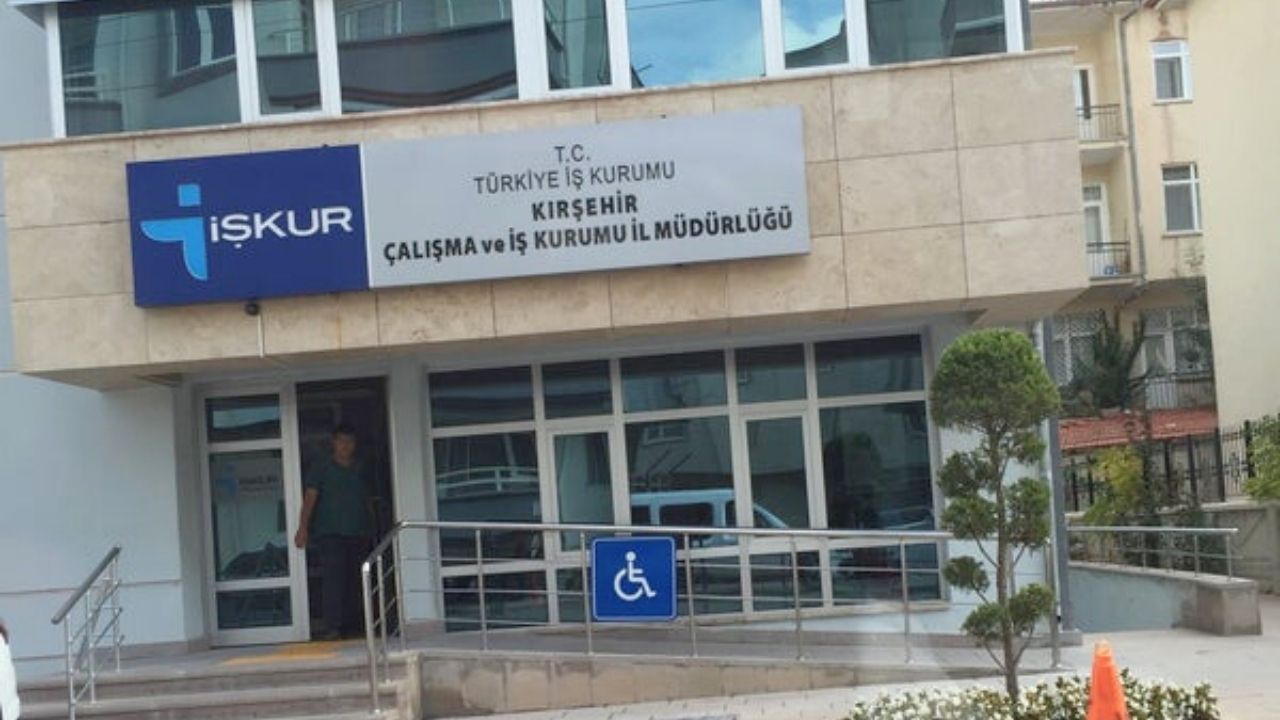 İŞKUR
T.C.
TÜRKİYE İŞ KURUMU
KIRŞEHİR
ÇALIŞMA ve İŞ KURUMU İL MÜDÜRLÜĞÜ